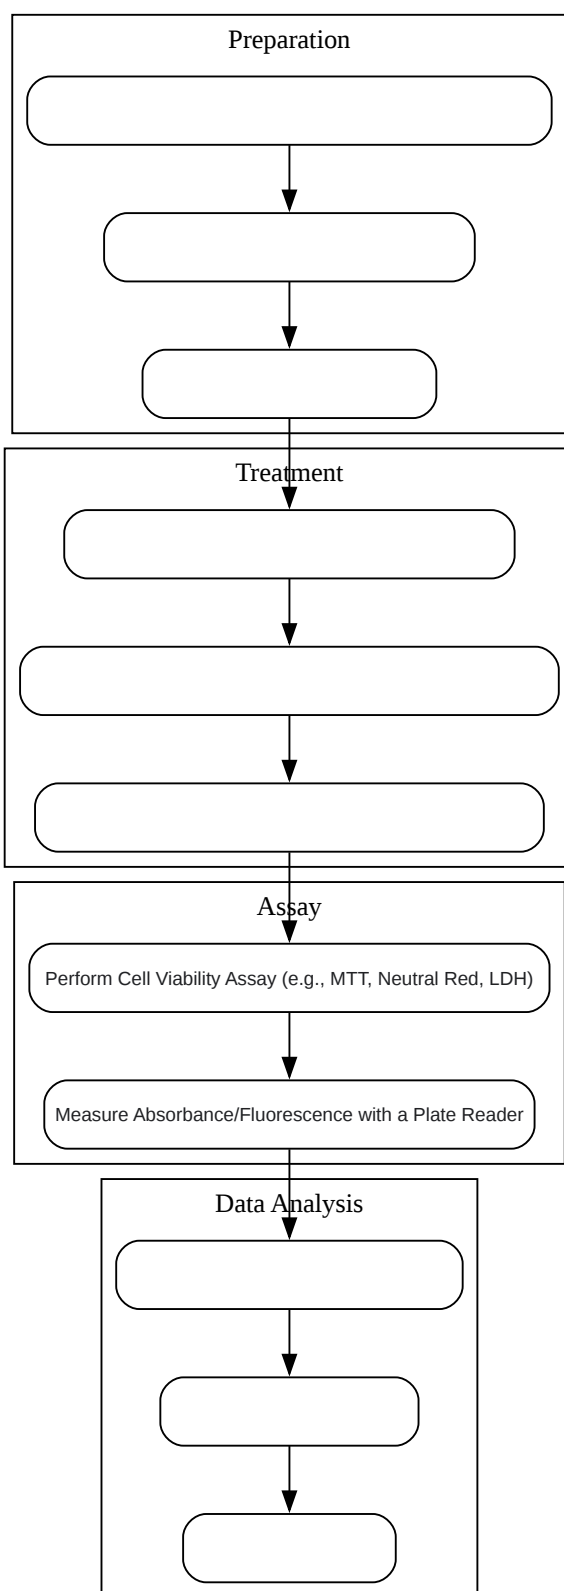 Preparation
Treatment
Assay
Perform Cell Viability Assay (e.g., MTT, Neutral Red, LDH)
Measure Absorbance/Fluorescence with a Plate Reader
Data Analysis